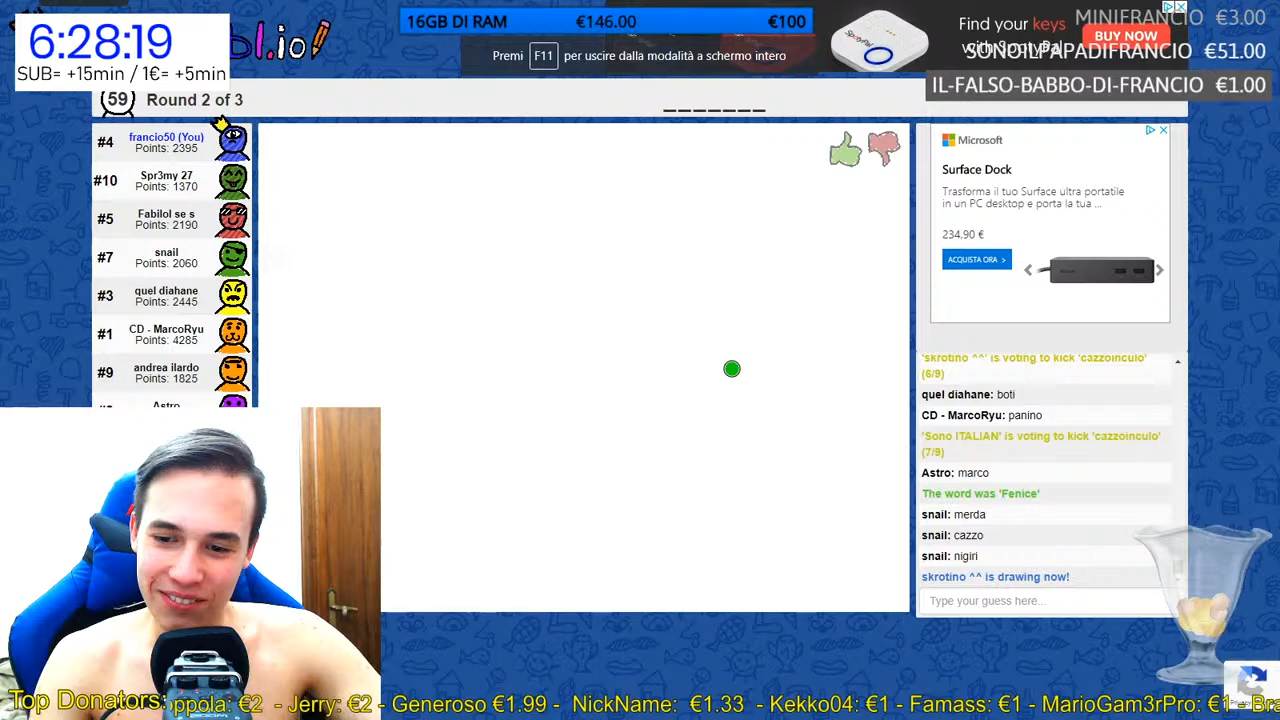 6:28:19
SUB= +15min / 1€= +5min
bl.io
16GB DI RAM €146.00 €100
Premi F11 per uscire dalla modalità a schermo intero
Find your keys
with SpotyPal
BUY NOW
MINIFRANCIO €3.00
SONOILPAPADIFRANCIO €51.00
IL-FALSO-BABBO-DI-FRANCIO €1.00
59 Round 2 of 3
_ _ _ _ _ _ _
#4 francio50 (You)
Points: 2395
#10 Spr3my 27
Points: 1370
#5 Fabilol se s
Points: 2190
#7 snail
Points: 2060
#3 quel diahane
Points: 2445
#1 CD - MarcoRyu
Points: 4285
#9 andrea ilardo
Points: 1825
Astro
Microsoft
Surface Dock
Trasforma il tuo Surface ultra portatile
in un PC desktop e porta la tua ...
234,90 €
ACQUISTA ORA >
'skrotino ^^' is voting to kick 'cazzoinculo'
(6/9)
quel diahane: boti
CD - MarcoRyu: panino
'Sono ITALIAN' is voting to kick 'cazzoinculo'
(7/9)
Astro: marco
The word was 'Fenice'
snail: merda
snail: cazzo
snail: nigiri
skrotino ^^ is drawing now!
Type your guess here...
Top Donators: oppola: €2 - Jerry: €2 - Generoso €1.99 - NickName: €1.33 - Kekko04: €1 - Famass: €1 - MarioGam3rPro: €1 - Bra